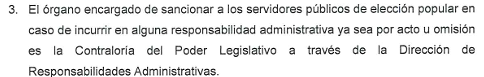 3. El órgano encargado de sancionar a los servidores públicos de elección popular en
caso de incurrir en alguna responsabilidad administrativa ya sea por acto u omisión
es la Contraloría del Poder Legislativo a través de la Dirección de
Responsabilidades Administrativas.